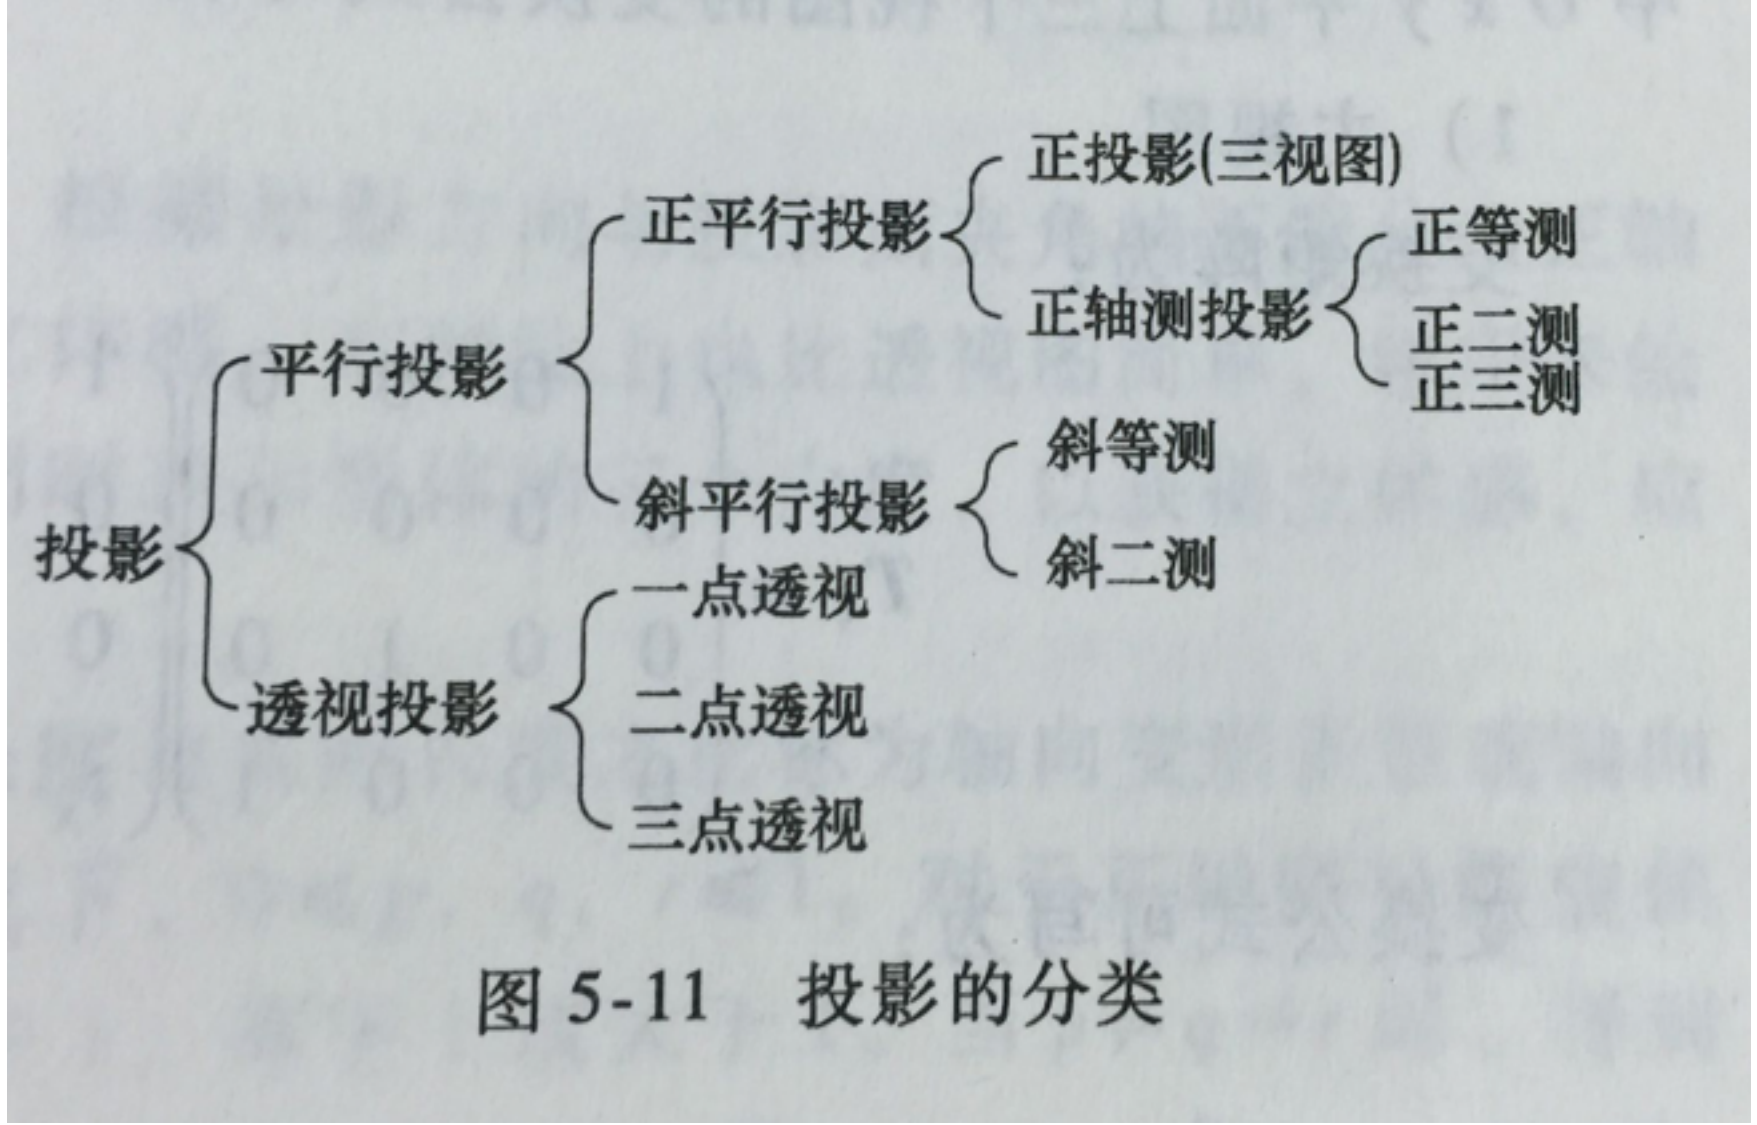 正投影(三视图)
正平行投影
正等测
正轴测投影
正二测
平行投影
正三测
斜等测
斜平行投影
投影
斜二测
一点透视
透视投影
二点透视
三点透视
图 5-11 投影的分类